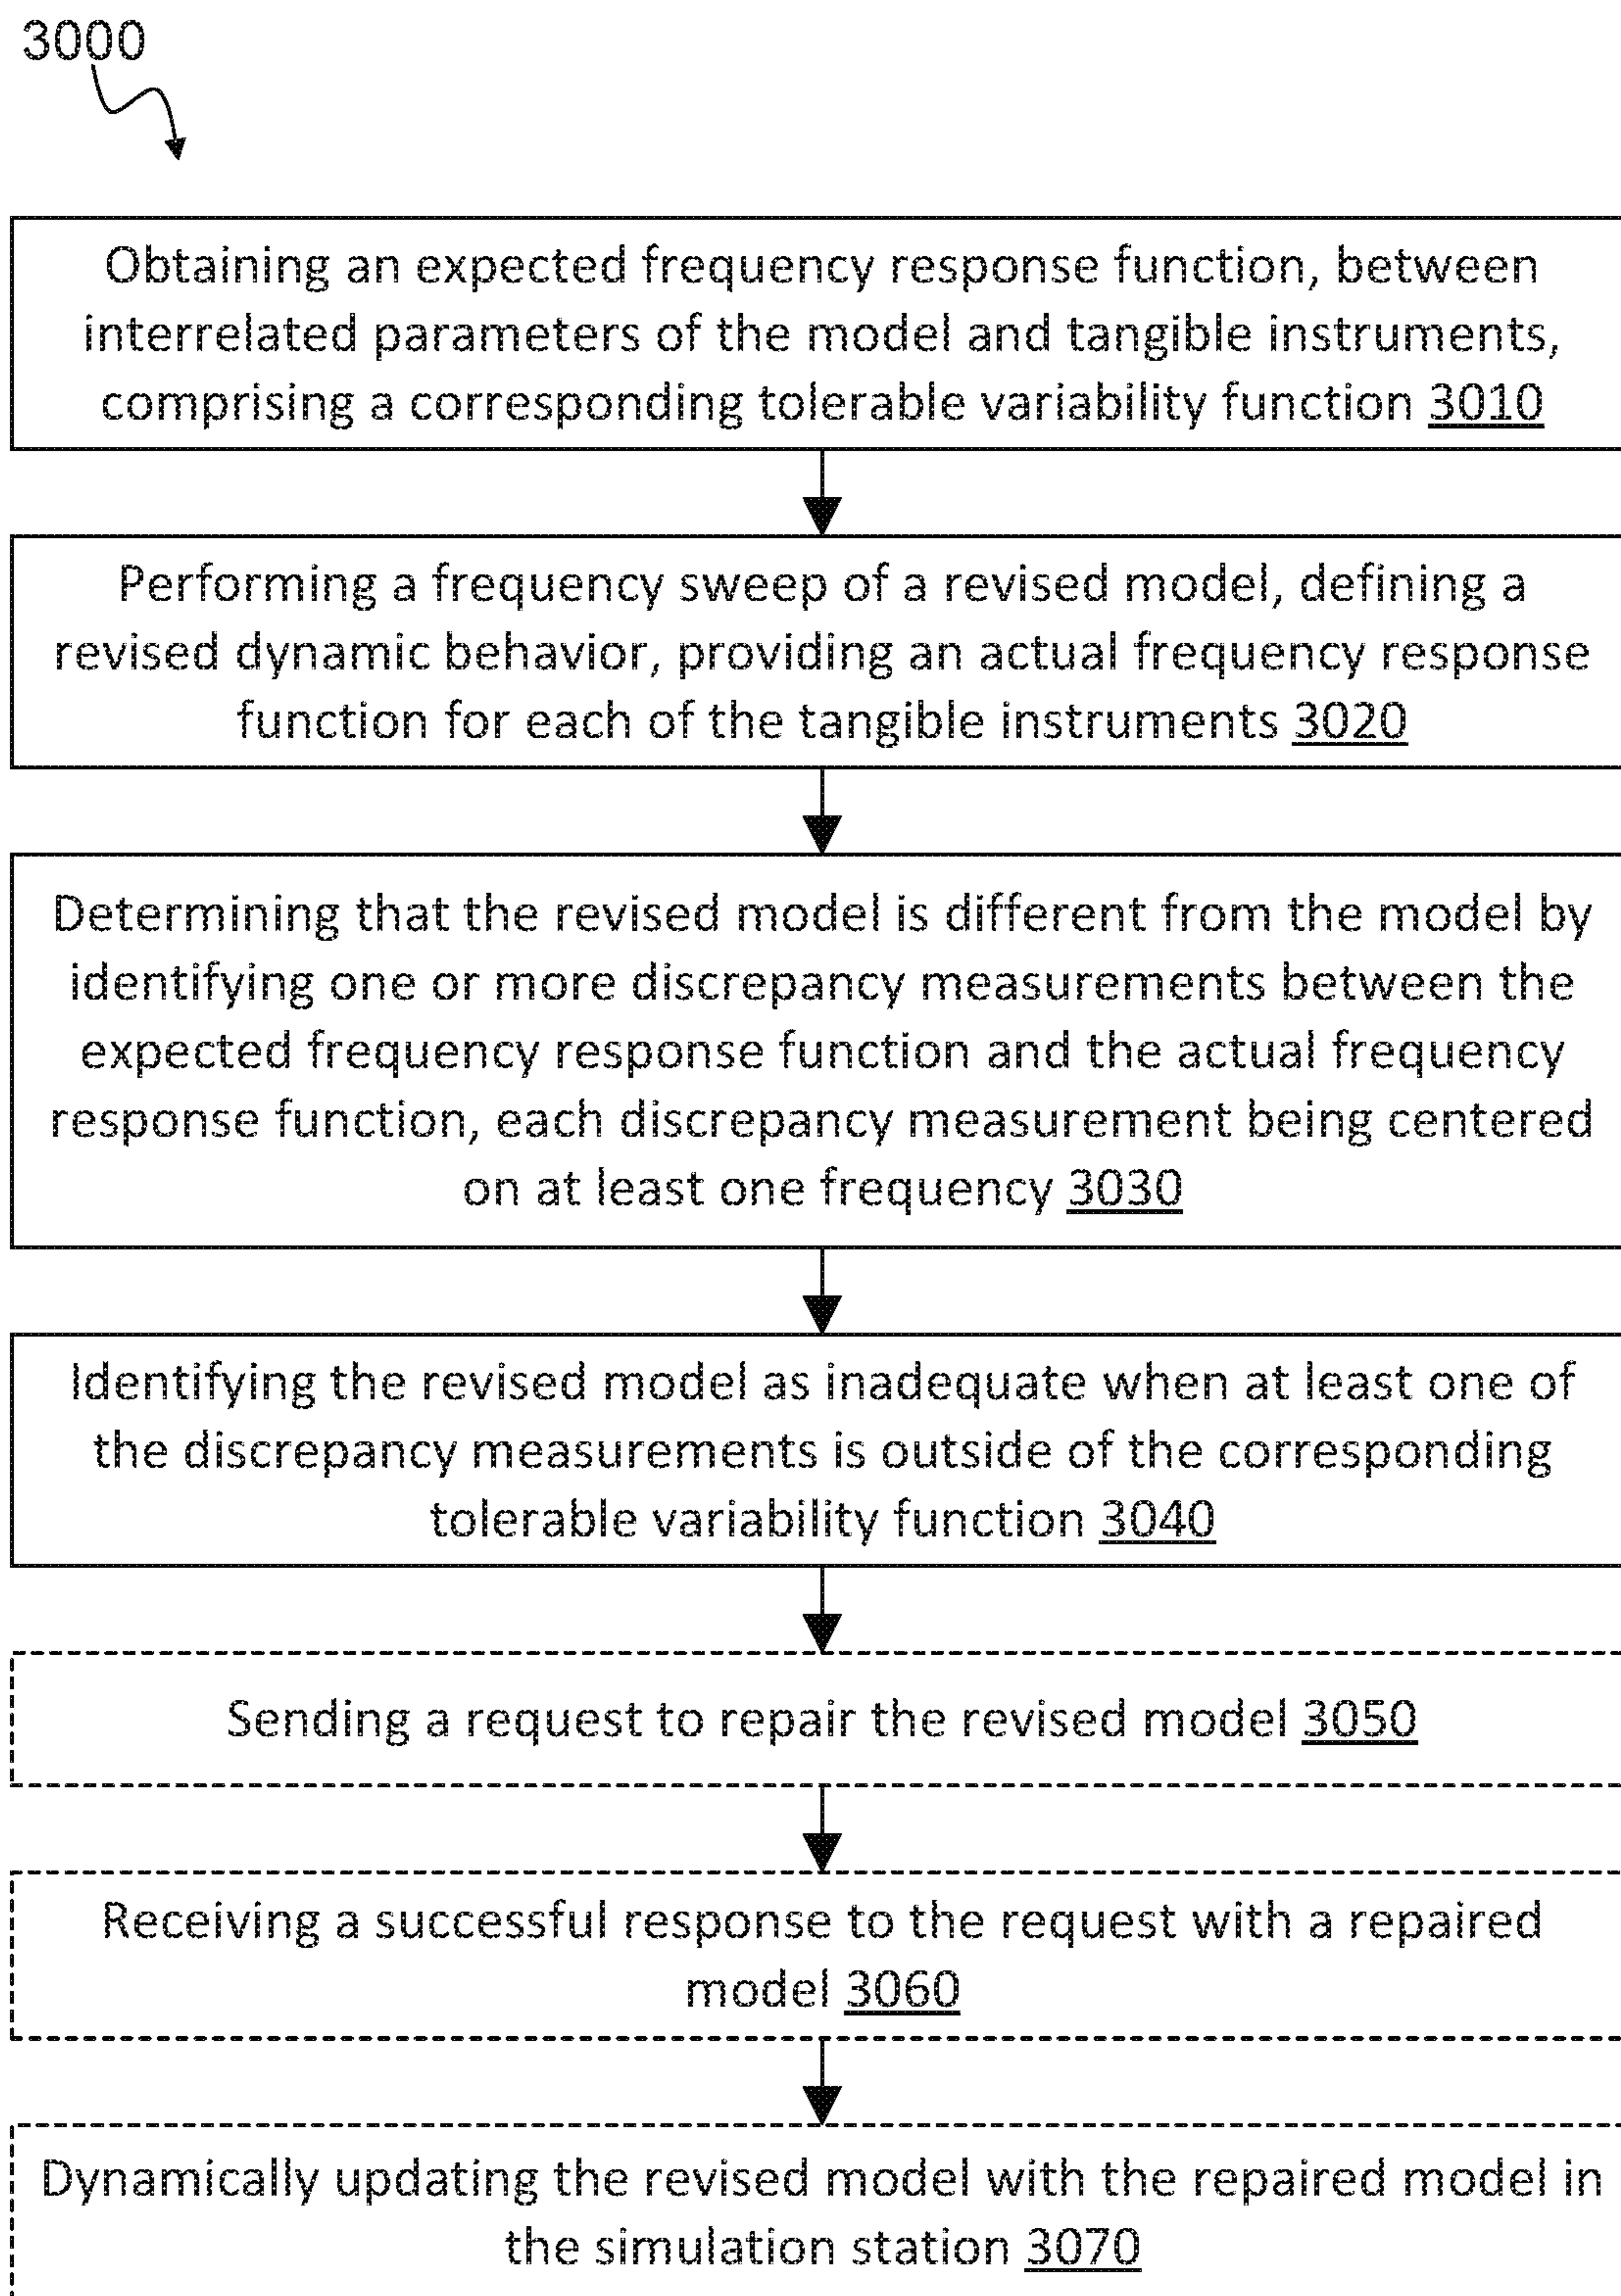 3000
Obtaining an expected frequency response function, between
interrelated parameters of the model and tangible instruments,
comprising a corresponding tolerable variability function 3010
Performing a frequency sweep of a revised model, defining a
revised dynamic behavior, providing an actual frequency response
function for each of the tangible instruments 3020
Determining that the revised model is different from the model by
identifying one or more discrepancy measurements between the
expected frequency response function and the actual frequency
response function, each discrepancy measurement being centered
on at least one frequency 3030
Identifying the revised model as inadequate when at least one of
the discrepancy measurements is outside of the corresponding
tolerable variability function 3040
Sending a request to repair the revised model 3050
Receiving a successful response to the request with a repaired
model 3060
Dynamically updating the revised model with the repaired model in
the simulation station 3070